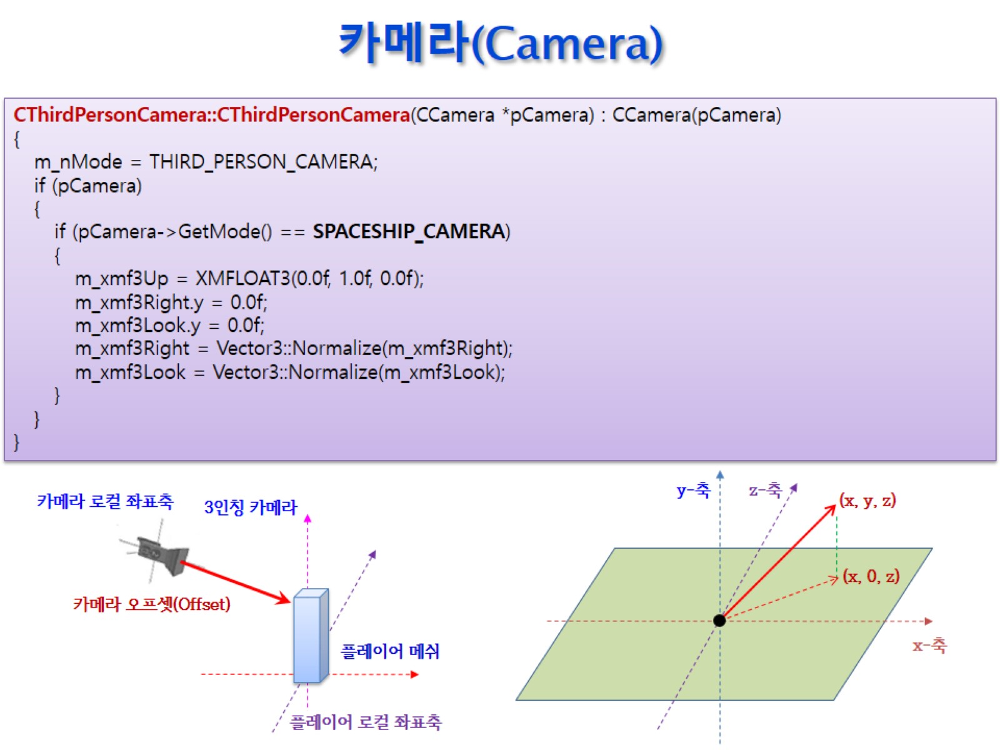 카메라(Camera)
CThirdPersonCamera::CThirdPersonCamera(CCamera *pCamera) : CCamera(pCamera)
{
m_nMode = THIRD_PERSON_CAMERA;
if (pCamera)
{
if (pCamera->GetMode() == SPACESHIP_CAMERA)
{
m_xmf3Up = XMFLOAT3(0.0f, 1.0f, 0.0f);
m_xmf3Right.y = 0.0f;
m_xmf3Look.y = 0.0f;
m_xmf3Right = Vector3::Normalize(m_xmf3Right);
m_xmf3Look = Vector3::Normalize(m_xmf3Look);
}
}
}
카메라 로컬 좌표축
3인칭 카메라
카메라 오프셋(Offset)
플레이어 메쉬
플레이어 로컬 좌표축
y-축
z-축
(x, y, z)
(x, 0, z)
x-축